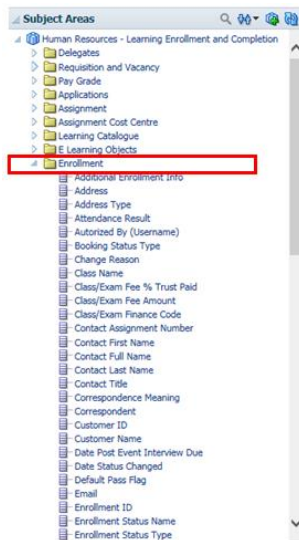 Subject Areas
Human Resources - Learning Enrollment and Completion
Delegates
Requisition and Vacancy
Pay Grade
Applications
Assignment
Assignment Cost Centre
Learning Catalogue
E Learning Objects
Enrollment
Additional Enrollment Info
Address
Address Type
Attendance Result
Autorized By (Username)
Booking Status Type
Change Reason
Class Name
Class/Exam Fee % Trust Paid
Class/Exam Fee Amount
Class/Exam Finance Code
Contact Assignment Number
Contact First Name
Contact Full Name
Contact Last Name
Contact Title
Correspondence Meaning
Correspondent
Customer ID
Customer Name
Date Post Event Interview Due
Date Status Changed
Default Pass Flag
Email
Enrollment ID
Enrollment Status Name
Enrollment Status Type